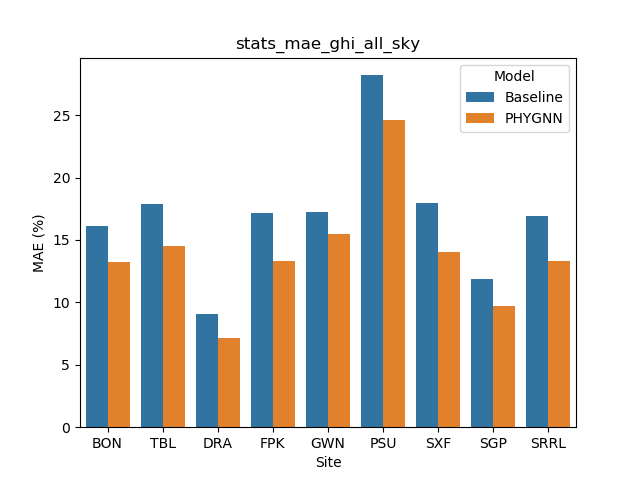 stats_mae_ghi_all_sky
Model
Baseline
PHYGNN
MAE (%)
25
20
15
10
5
0
BON TBL DRA FPK GWN PSU SXF SGP SRRL
Site